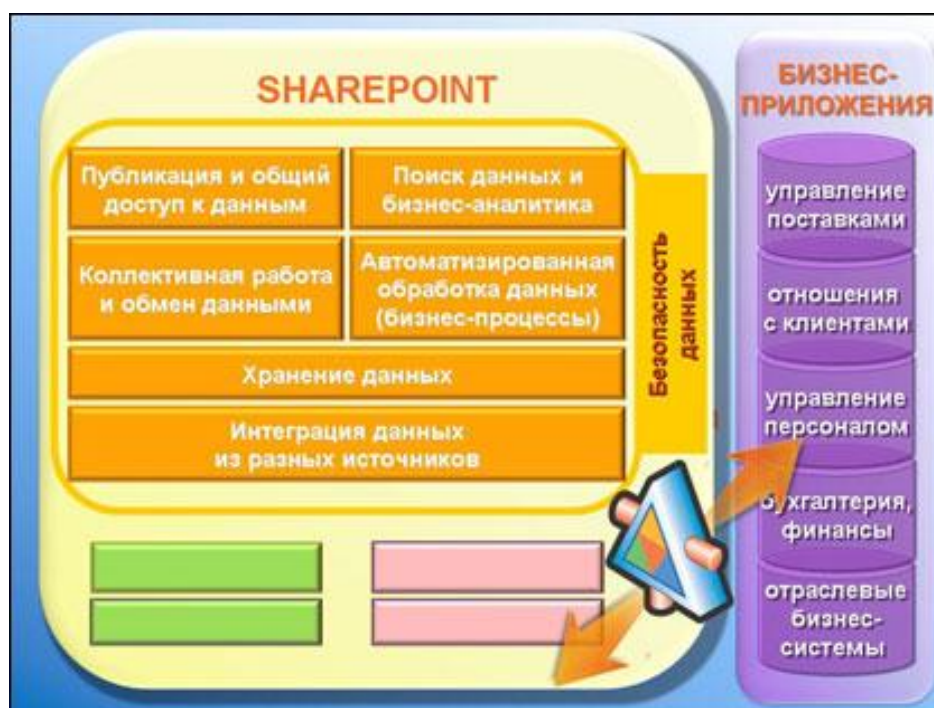 SHAREPOINT
Публикация и общий
доступ к данным
Поиск данных и
бизнес-аналитика
Коллективная работа
и обмен данными
Автоматизированная
обработка данных
(бизнес-процессы)
Хранение данных
Интеграция данных
из разных источников
Безопасность
данных
БИЗНЕС-
ПРИЛОЖЕНИЯ
управление
поставками
отношения
с клиентами
управление
персоналом
бухгалтерия,
финансы
отраслевые
бизнес-
системы